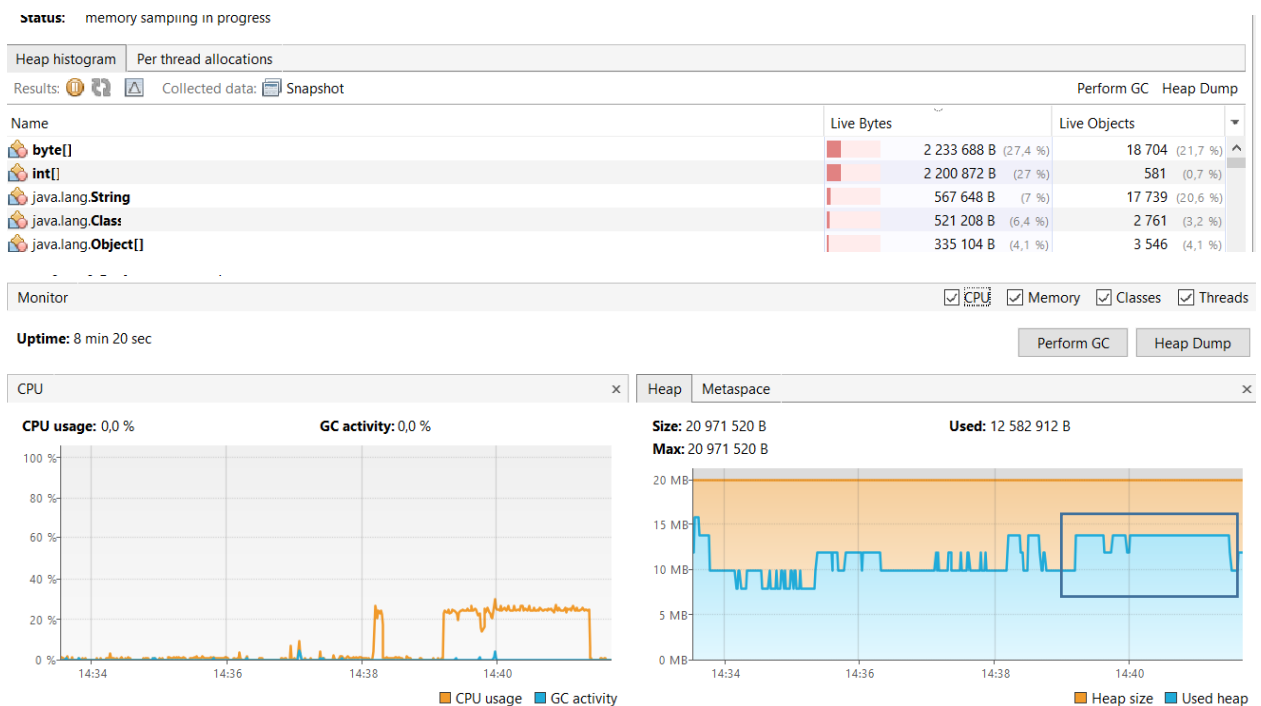 Status: memory sampling in progress
Heap histogram Per thread allocations
Results: Collected data: Snapshot Perform GC Heap Dump
Name Live Bytes Live Objects
byte[] 2 233 688 B (27,4 %) 18 704 (21,7 %)
int[] 2 200 872 B (27 %) 581 (0,7 %)
java.lang.String 567 648 B (7 %) 17 739 (20,6 %)
java.lang.Class 521 208 B (6,4 %) 2 761 (3,2 %)
java.lang.Object[] 335 104 B (4,1 %) 3 546 (4,1 %)
Monitor CPU Memory Classes Threads
Uptime: 8 min 20 sec Perform GC Heap Dump
CPU x Heap Metaspace x
CPU usage: 0,0 % GC activity: 0,0 % Size: 20 971 520 B Used: 12 582 912 B
Max: 20 971 520 B
100 %
80 %
60 %
40 %
20 %
0 %
14:34 14:36 14:38 14:40
CPU usage GC activity
20 MB
15 MB
10 MB
5 MB
0 MB
14:34 14:36 14:38 14:40
Heap size Used heap